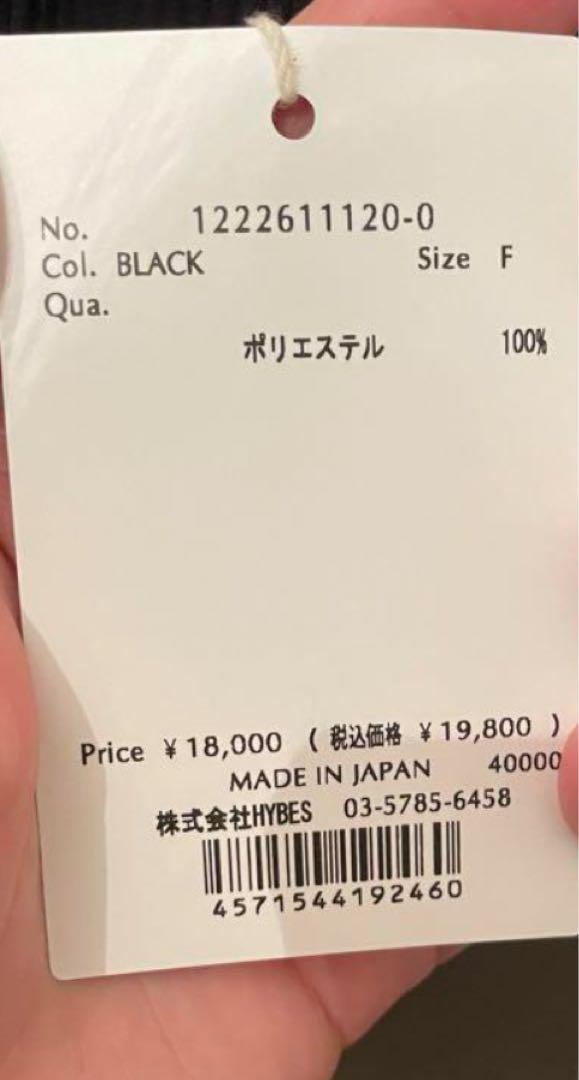 No. 1222611120-0
Col. BLACK Size F
Qua.
ポリエステル 100%
Price ¥18,000 ( 税込価格 ¥19,800 )
MADE IN JAPAN 40000
株式会社HYBES 03-5785-6458
4571544192460